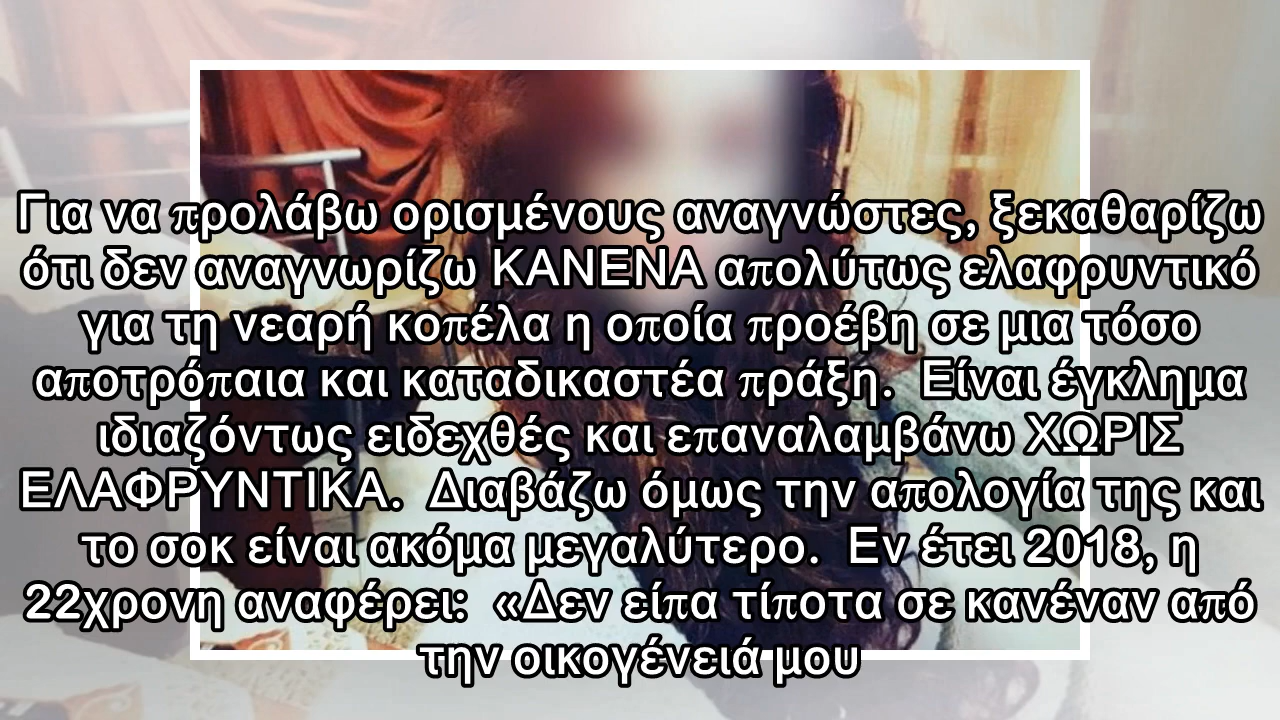 Για να προλάβω ορισμένους αναγνώστες, ξεκαθαρίζω
ότι δεν αναγνωρίζω ΚΑΝΕΝΑ απολύτως ελαφρυντικό
για τη νεαρή κοπέλα η οποία προέβη σε μια τόσο
αποτρόπαια και καταδικαστέα πράξη.  Είναι έγκλημα
ιδιαζόντως ειδεχθές και επαναλαμβάνω ΧΩΡΙΣ
ΕΛΑΦΡΥΝΤΙΚΑ.  Διαβάζω όμως την απολογία της και
το σοκ είναι ακόμα μεγαλύτερο.  Εν έτει 2018, η
22χρονη αναφέρει:  «Δεν είπα τίποτα σε κανέναν από
την οικογένειά μου